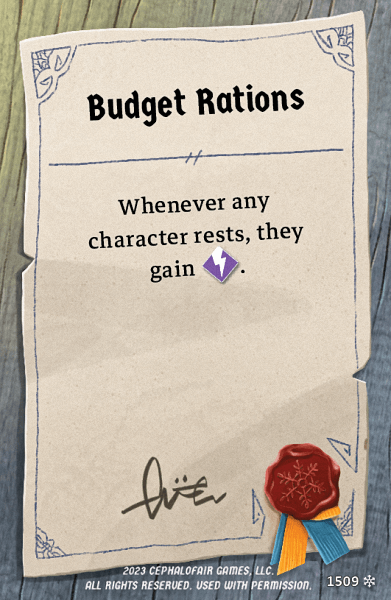 Budget Rations
Whenever any
character rests, they
gain .
2023 CEPHALOFAIR GAMES, LLC.
ALL RIGHTS RESERVED. USED WITH PERMISSION.
1509